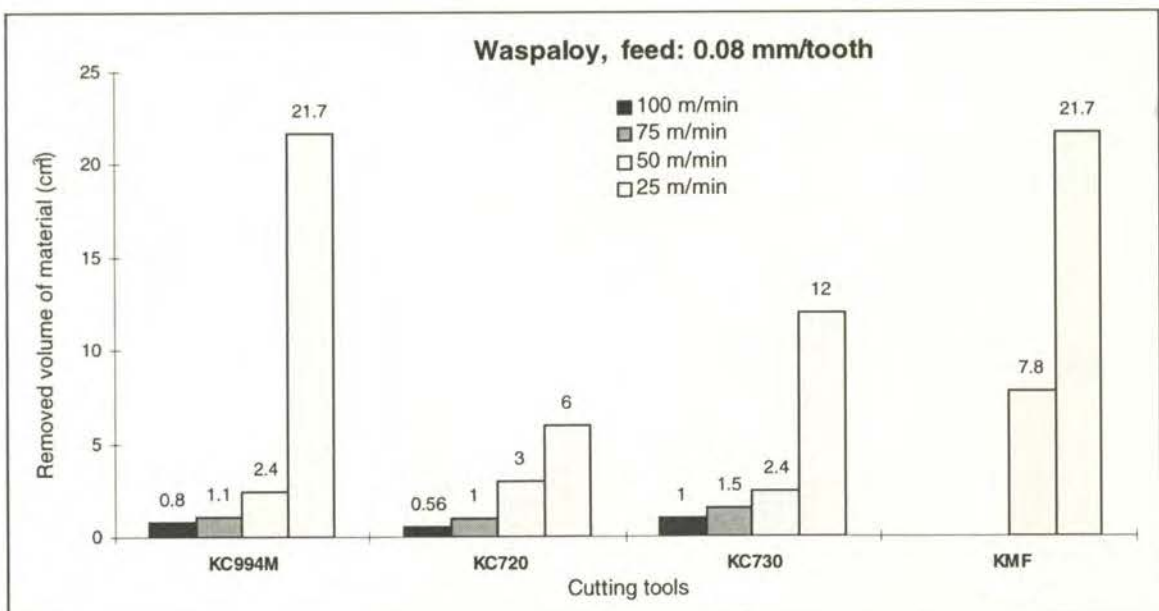 Waspaloy, feed: 0.08 mm/tooth
100 m/min
75 m/min
50 m/min
25 m/min
Removed volume of material (cm³)
25
20
15
10
5
0
0.8
1.1
2.4
21.7
0.56
1
3
6
1
1.5
2.4
12
7.8
21.7
KC994M
KC720
KC730
KMF
Cutting tools